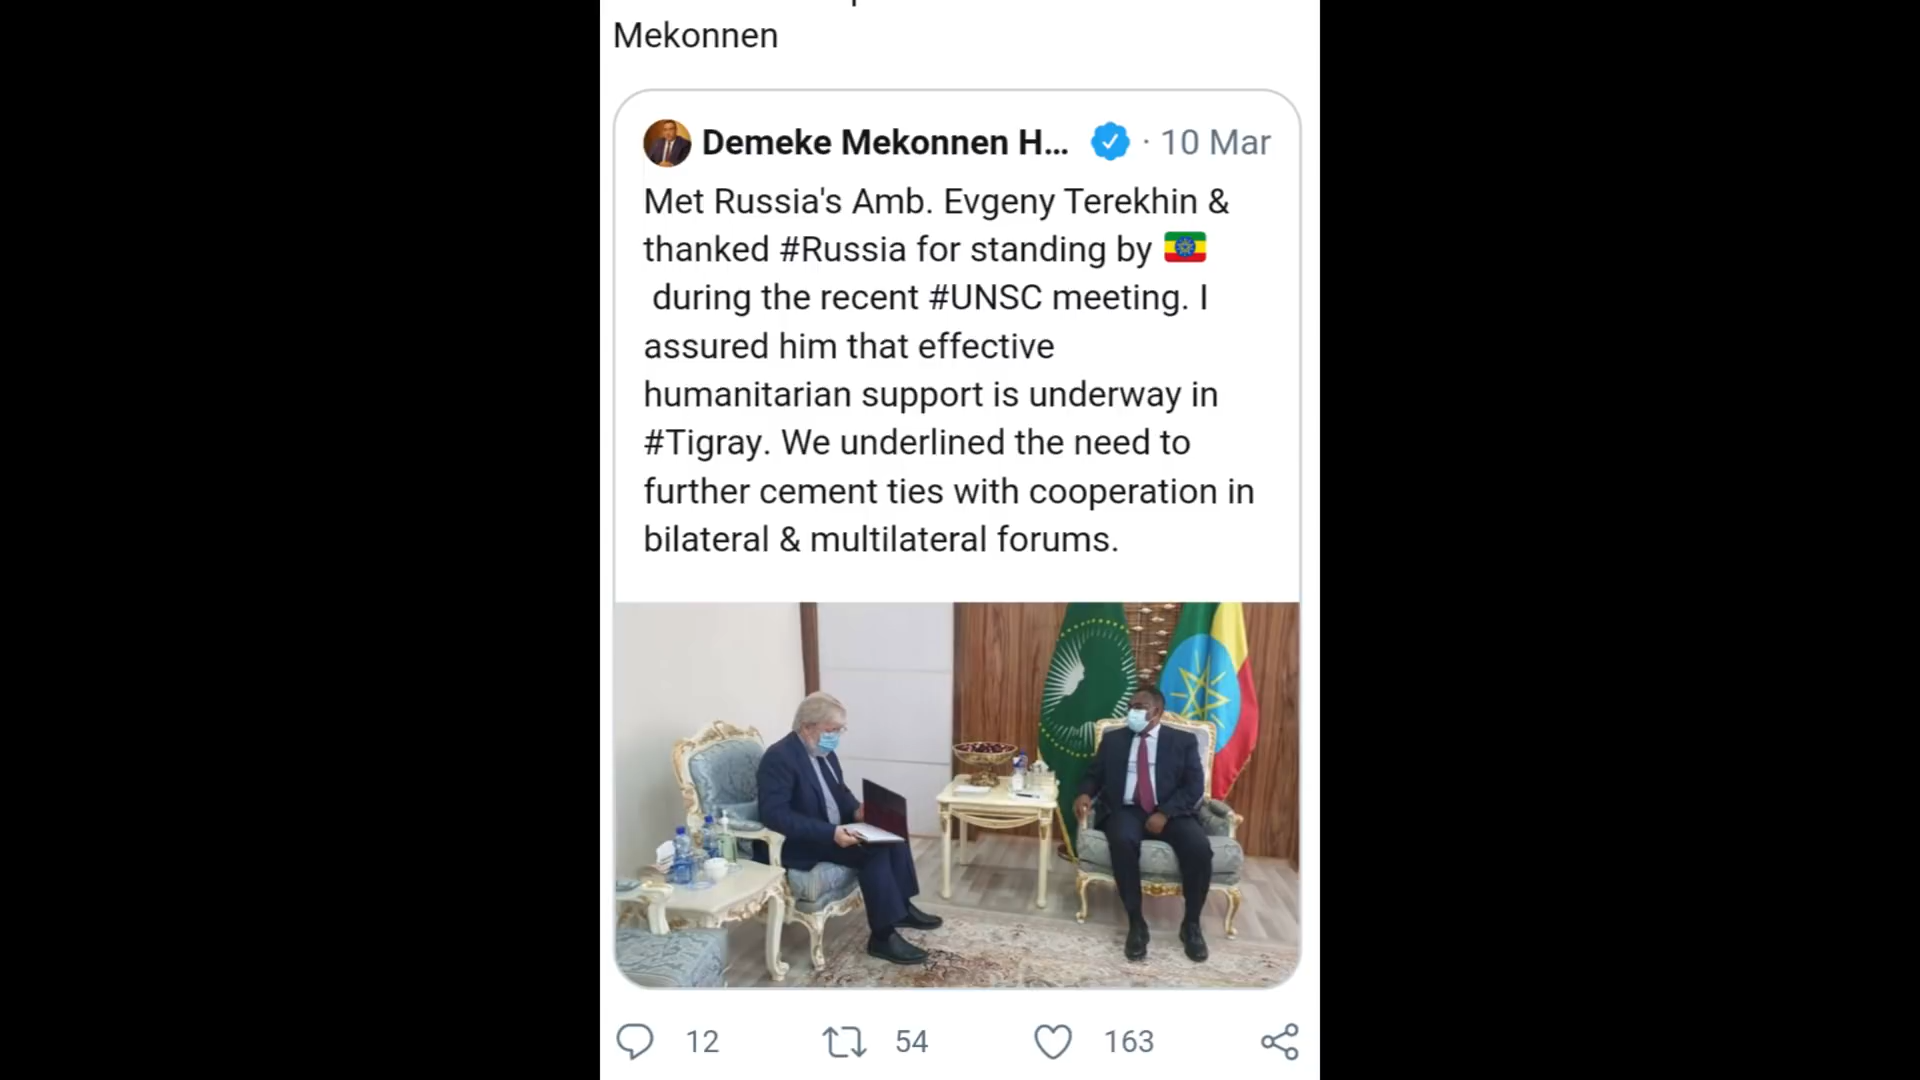 Mekonnen
Demeke Mekonnen H... · 10 Mar
Met Russia's Amb. Evgeny Terekhin &
thanked #Russia for standing by
during the recent #UNSC meeting. I
assured him that effective
humanitarian support is underway in
#Tigray. We underlined the need to
further cement ties with cooperation in
bilateral & multilateral forums.
12 54 163